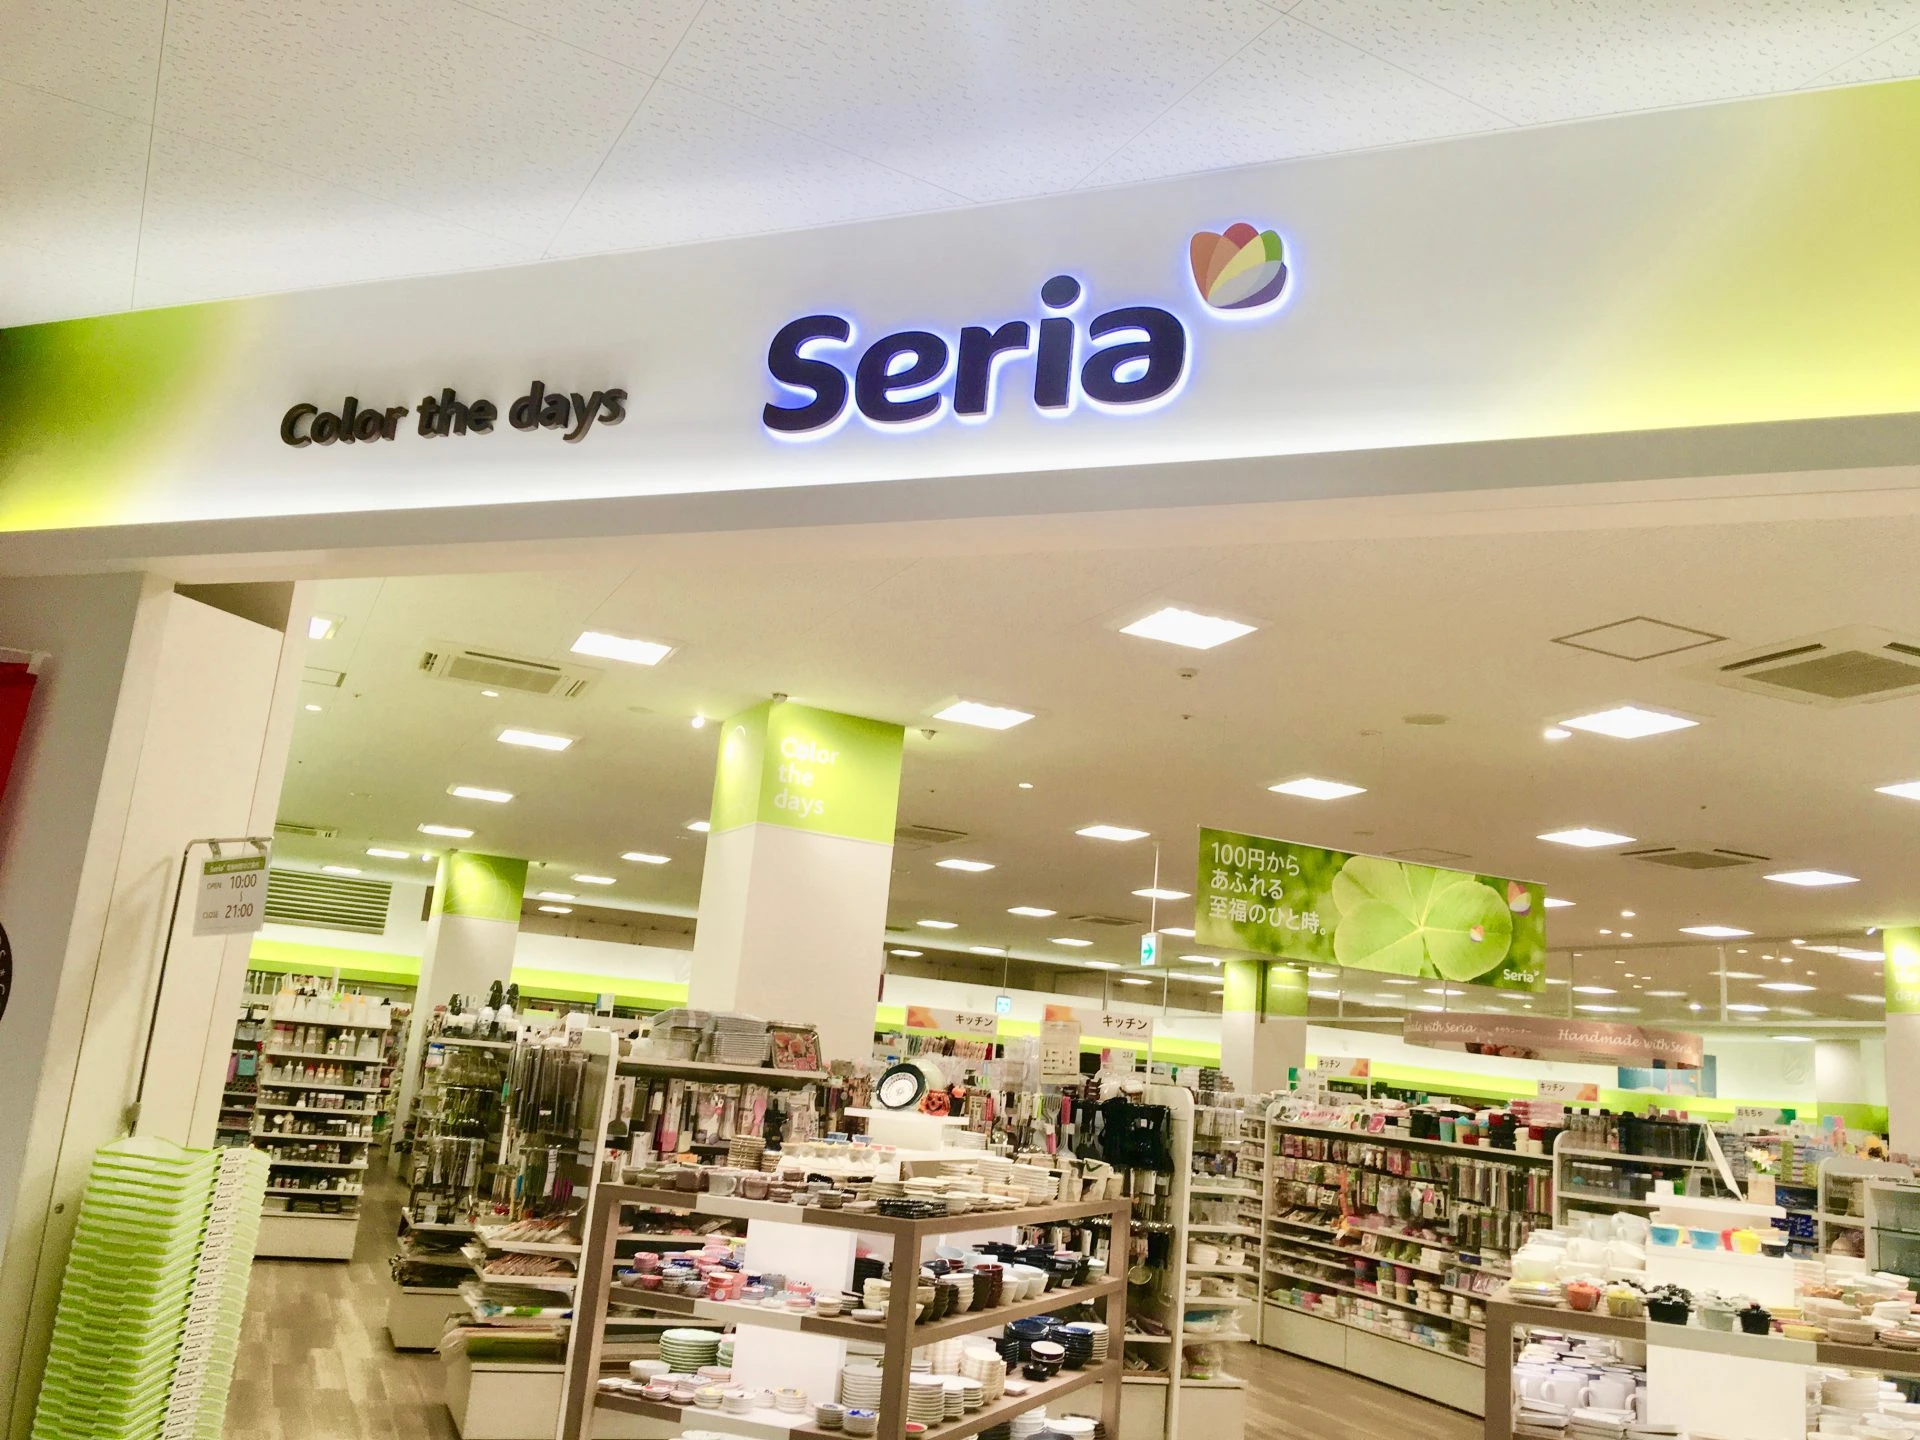 Color the days
Seria
Color
the
days
OPEN 10:00
CLOSE 21:00
100円から
あふれる
至福のひと時。
Seria
キッチン
キッチン
Handmade with Seria
キッチン
キッチン
おもちゃ